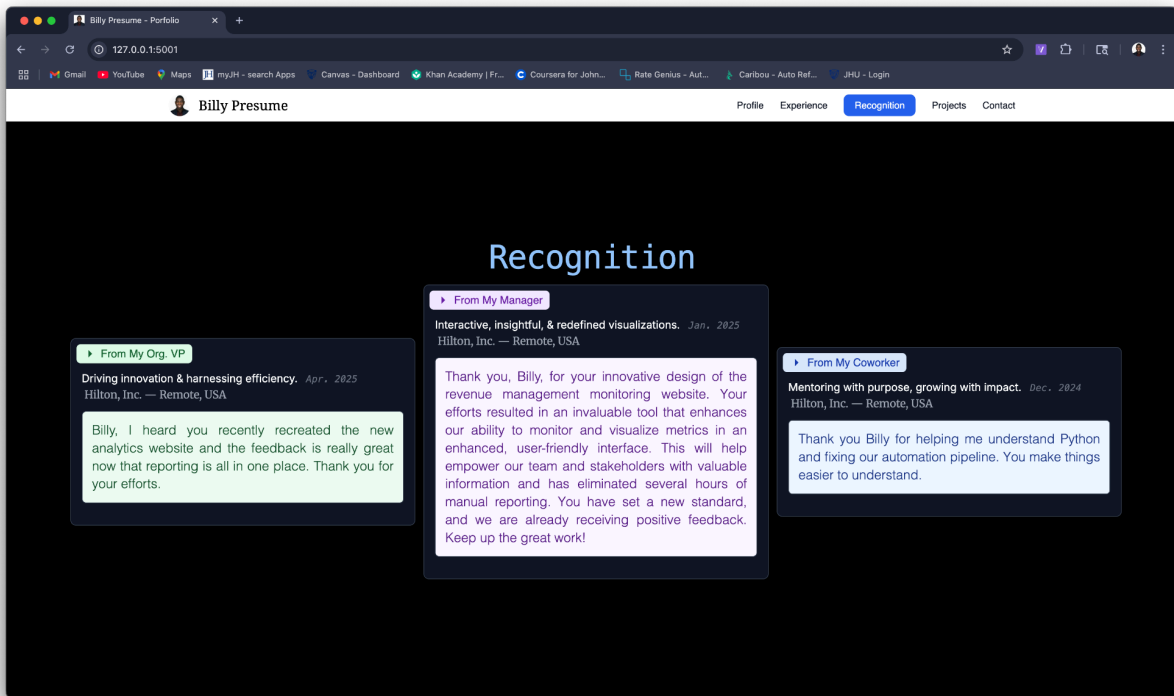 Billy Presume - Porfolio
127.0.0.1:5001
Gmail
YouTube
Maps
myJH - search Apps
Canvas - Dashboard
Khan Academy | Fr...
Coursera for John...
Rate Genius - Aut...
Caribou - Auto Ref...
JHU - Login
Billy Presume
Profile
Experience
Recognition
Projects
Contact
Recognition
From My Org. VP
Driving innovation & harnessing efficiency. Apr. 2025
Hilton, Inc. — Remote, USA
Billy, I heard you recently recreated the new
analytics website and the feedback is really great
now that reporting is all in one place. Thank you for
your efforts.
From My Manager
Interactive, insightful, & redefined visualizations. Jan. 2025
Hilton, Inc. — Remote, USA
Thank you, Billy, for your innovative design of the
revenue management monitoring website. Your
efforts resulted in an invaluable tool that enhances
our ability to monitor and visualize metrics in an
enhanced, user-friendly interface. This will help
empower our team and stakeholders with valuable
information and has eliminated several hours of
manual reporting. You have set a new standard,
and we are already receiving positive feedback.
Keep up the great work!
From My Coworker
Mentoring with purpose, growing with impact. Dec. 2024
Hilton, Inc. — Remote, USA
Thank you Billy for helping me understand Python
and fixing our automation pipeline. You make things
easier to understand.